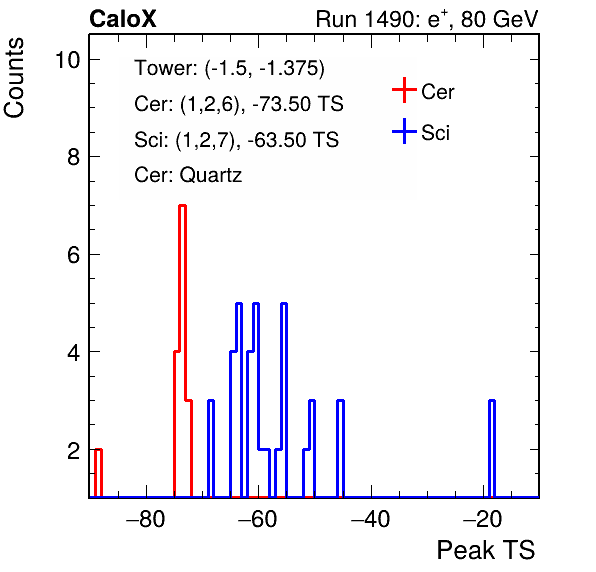 CaloX Run 1490: e⁺, 80 GeV
Counts
Tower: (-1.5, -1.375)
Cer: (1,2,6), -73.50 TS
Sci: (1,2,7), -63.50 TS
Cer: Quartz
Cer
Sci
10
8
6
4
2
−80 −60 −40 −20
Peak TS